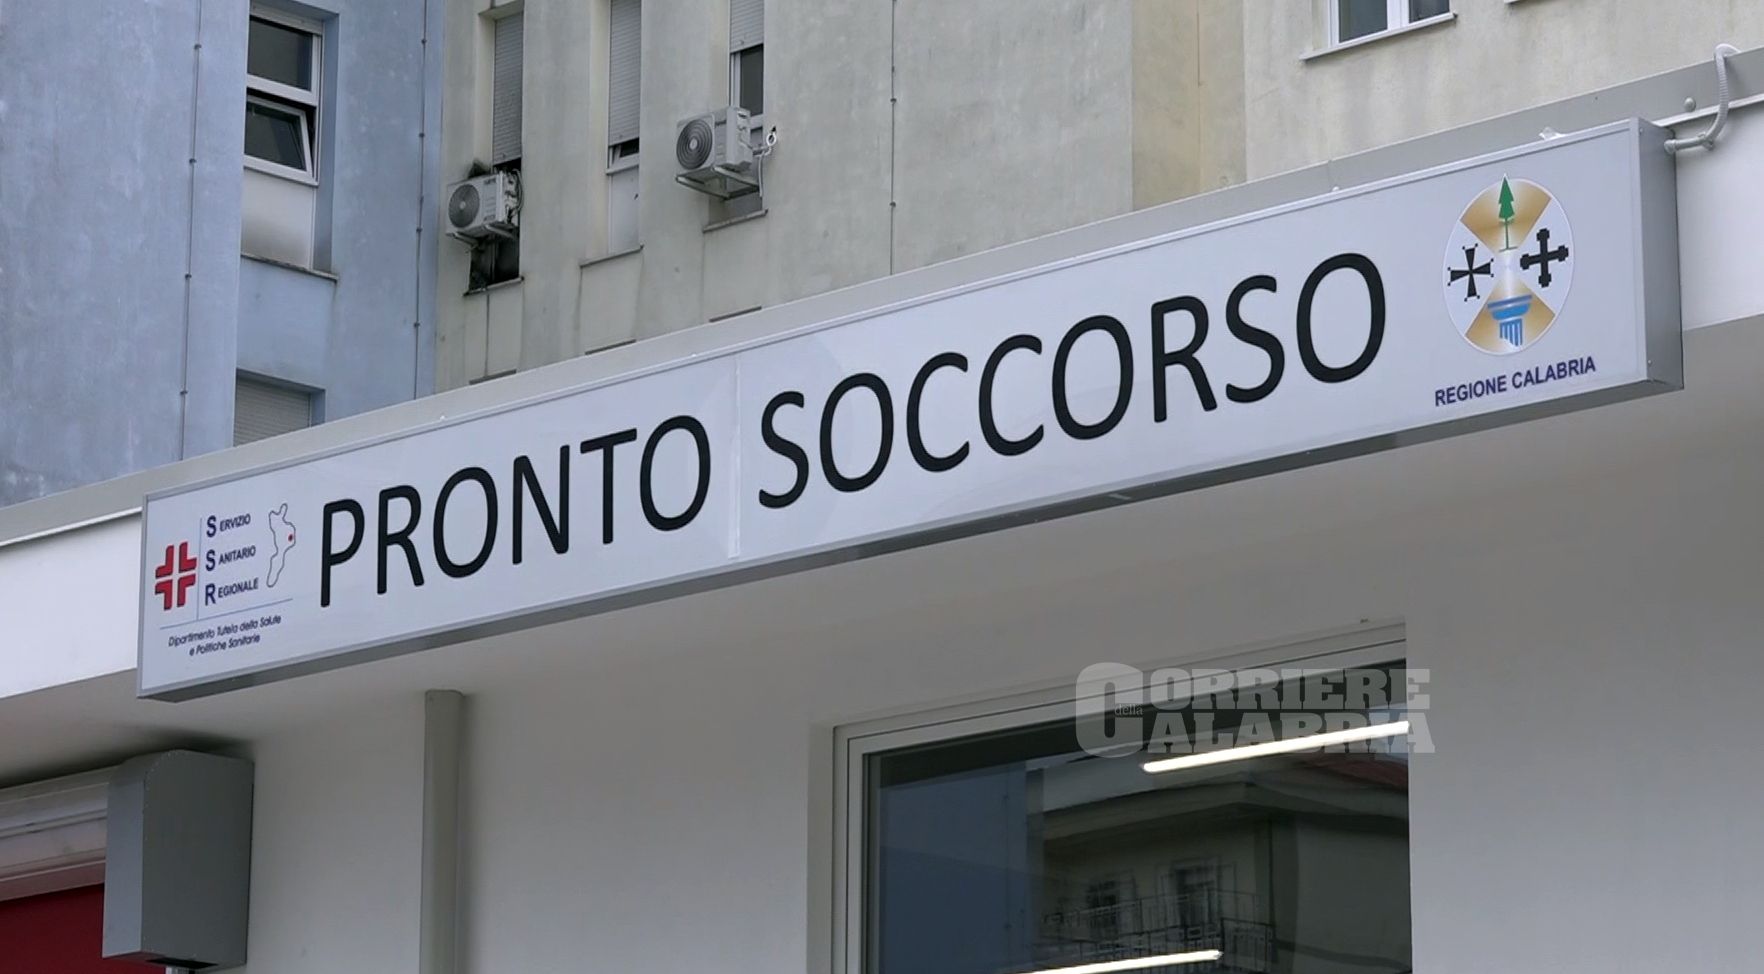 SERVIZIO
SANITARIO
REGIONALE
Dipartimento Tutela della Salute
e Politiche Sanitarie
PRONTO SOCCORSO
REGIONE CALABRIA
CORRIERE
della
CALABRIA